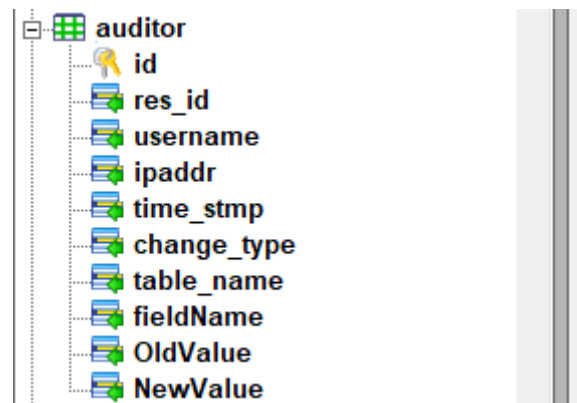 auditor
id
res_id
username
ipaddr
time_stmp
change_type
table_name
fieldName
OldValue
NewValue